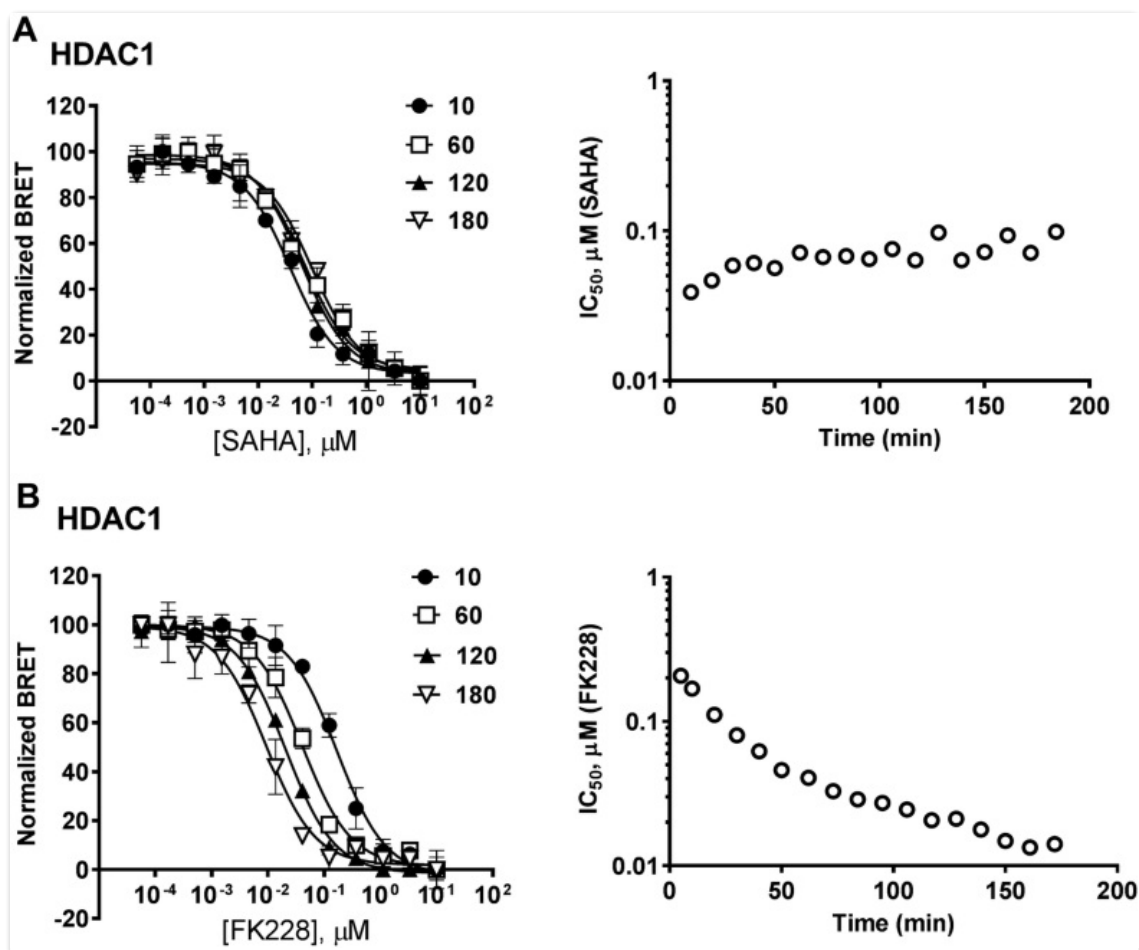 A
HDAC1
10
60
120
180
Normalized BRET
120
100
80
60
40
20
0
-20
10⁻⁴ 10⁻³ 10⁻² 10⁻¹ 10⁰ 10¹ 10²
[SAHA], μM
IC₅₀, μM (SAHA)
1
0.1
0.01
0 50 100 150 200
Time (min)
B
HDAC1
10
60
120
180
Normalized BRET
120
100
80
60
40
20
0
-20
10⁻⁴ 10⁻³ 10⁻² 10⁻¹ 10⁰ 10¹ 10²
[FK228], μM
IC₅₀, μM (FK228)
1
0.1
0.01
0 50 100 150 200
Time (min)